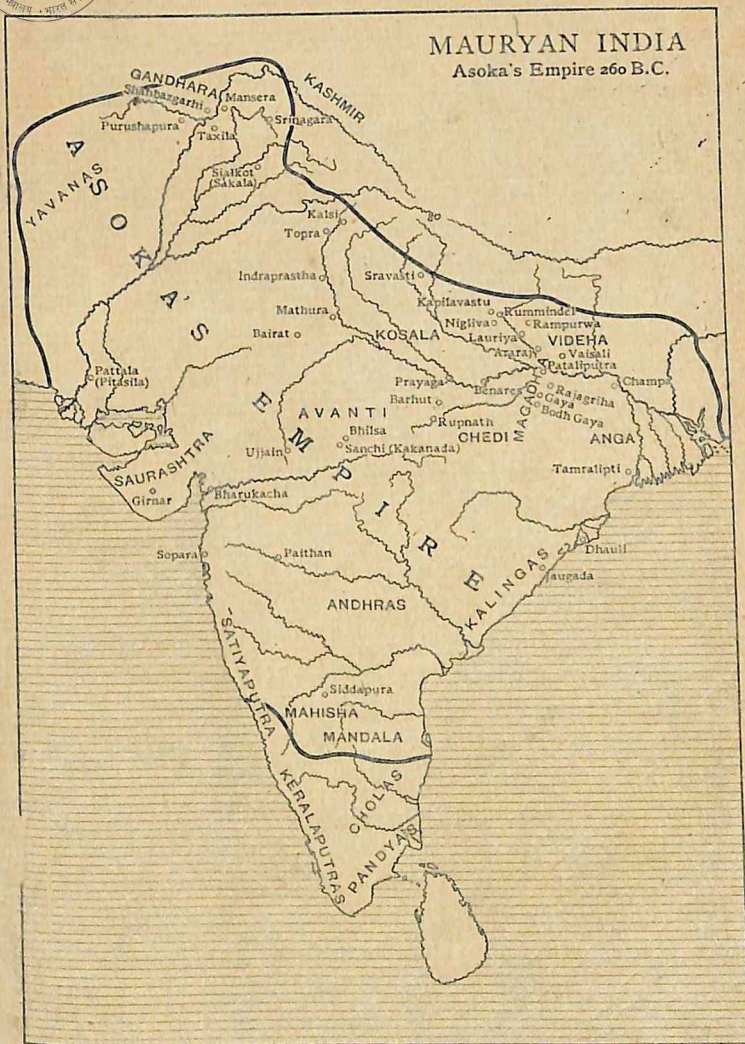 मंत्रालय • भारत स
MAURYAN INDIA
Asoka's Empire 260 B.C.
GANDHARA
KASHMIR
Shahbazgarhi
Mansera
Purushapura
Taxila
Srinagara
Sialkot
(Sakala)
YAVANAS
ASOKA'S EMPIRE
Kalsi
Topra
Indraprastha
Sravasti
Mathura
Kapilavastu
Rummindei
Nigliva
Rampurwa
Bairat
KOSALA
Lauriya
VIDEHA
Araraj
Vaisali
Pataliputra
Pattala
(Pitasila)
Prayaga
Benares
Champa
Barhut
MAGADHA
Rajagriha
Gaya
Bodh Gaya
AVANTI
Rupnath
CHEDI
ANGA
Bhilsa
Ujjain
Sanchi (Kakanada)
SAURASHTRA
Tamralipti
Girnar
Bharukacha
Sopara
Paithan
Dhauli
Jaugada
KALINGAS
ANDHRAS
SATIYAPUTRA
Siddapura
MAHISHA
MANDALA
KERALAPUTRAS
CHOLAS
PANDYAS